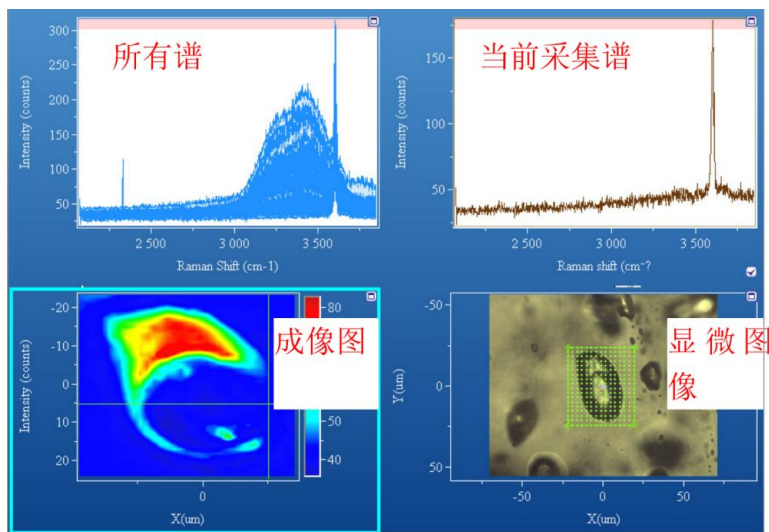 所有谱
300
250
200
150
100
50
Intensity (counts)
2 500
3 000
3 500
Raman Shift (cm-1)
当前采集谱
150
100
50
Intensity (counts)
2 500
3 000
3 500
Raman shift (cm⁻?
成像图
-20
-10
0
10
20
Intensity (counts)
0
X(um)
80
50
40
显微图
像
-50
0
50
Y(um)
-50
0
50
X(um)